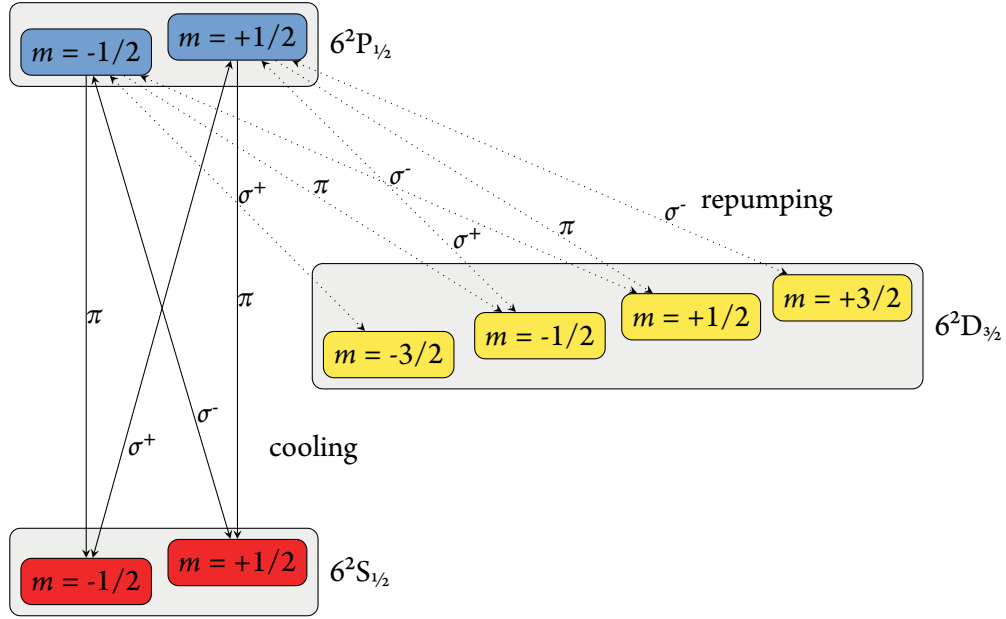 m = -1/2
m = +1/2
6²P₁⸝₂
σ⁺
π
σ⁻
σ⁺
π
σ⁻
repumping
m = -3/2
m = -1/2
m = +1/2
m = +3/2
6²D₃⸝₂
π
π
σ⁺
σ⁻
cooling
m = -1/2
m = +1/2
6²S₁⸝₂